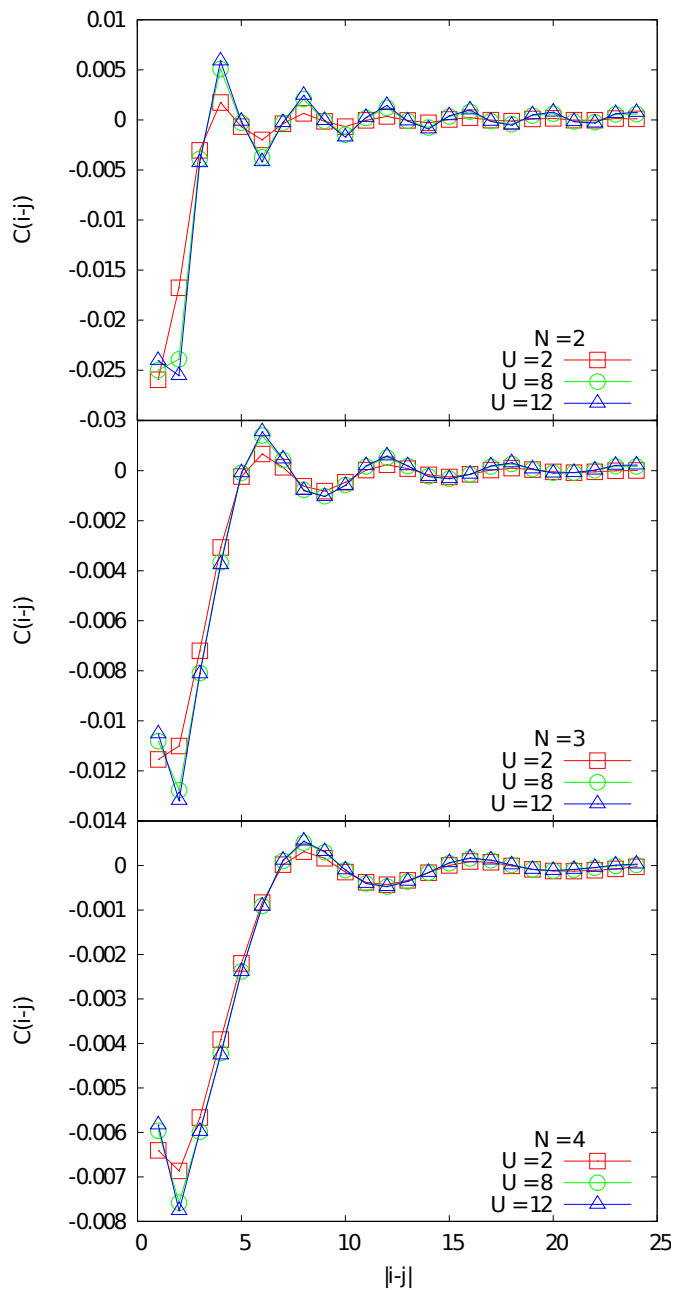 0.01
0.005
0
-0.005
-0.01
-0.015
-0.02
-0.025
-0.03
C(i-j)
N =2
U =2
U =8
U =12
0
-0.002
-0.004
-0.006
-0.008
-0.01
-0.012
-0.014
C(i-j)
N =3
U =2
U =8
U =12
0
-0.001
-0.002
-0.003
-0.004
-0.005
-0.006
-0.007
-0.008
C(i-j)
N =4
U =2
U =8
U =12
0 5 10 15 20 25
|i-j|